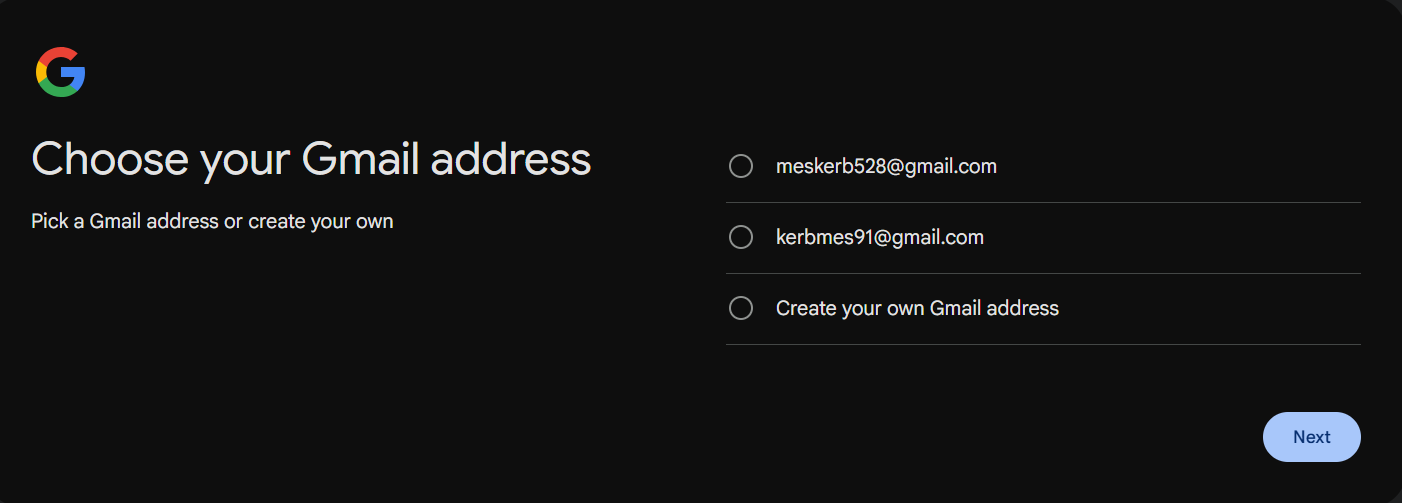 Choose your Gmail address
Pick a Gmail address or create your own
meskerb528@gmail.com
kerbmes91@gmail.com
Create your own Gmail address
Next